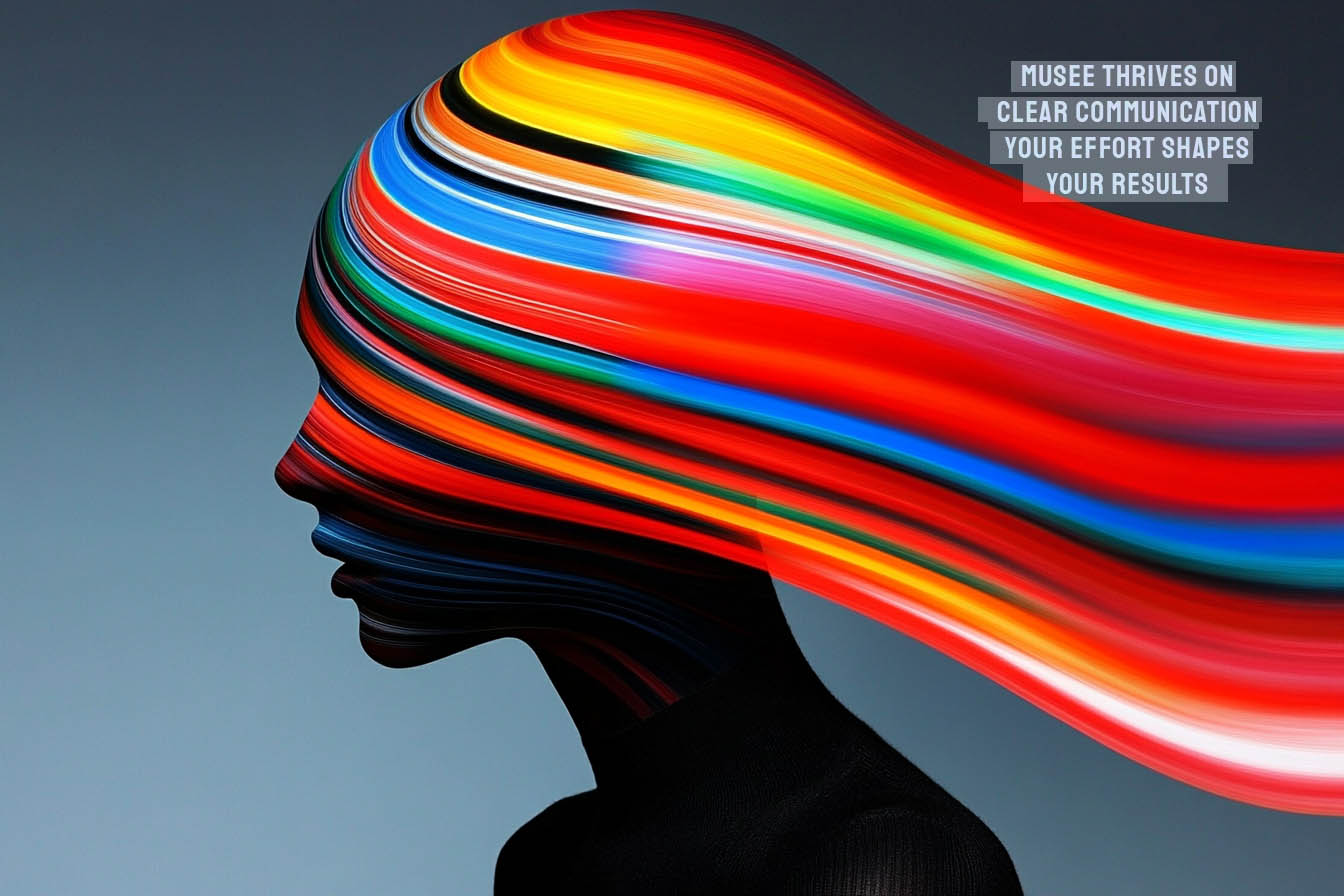 MUSEE THRIVES ON
CLEAR COMMUNICATION
YOUR EFFORT SHAPES
YOUR RESULTS